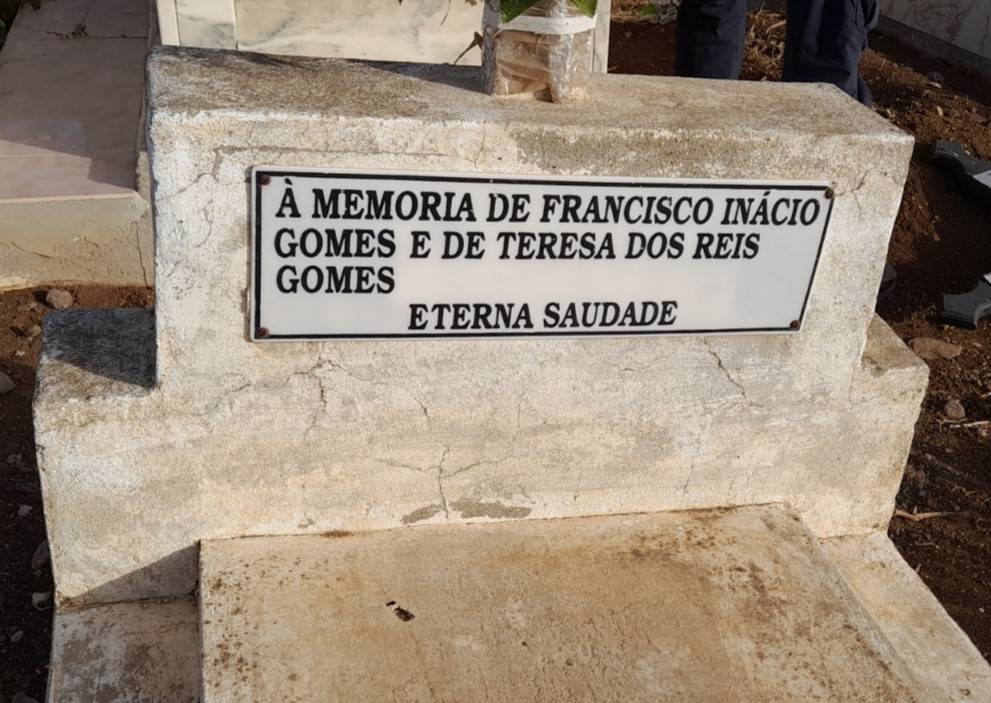 À MEMORIA DE FRANCISCO INÁCIO
GOMES E DE TERESA DOS REIS
GOMES
ETERNA SAUDADE